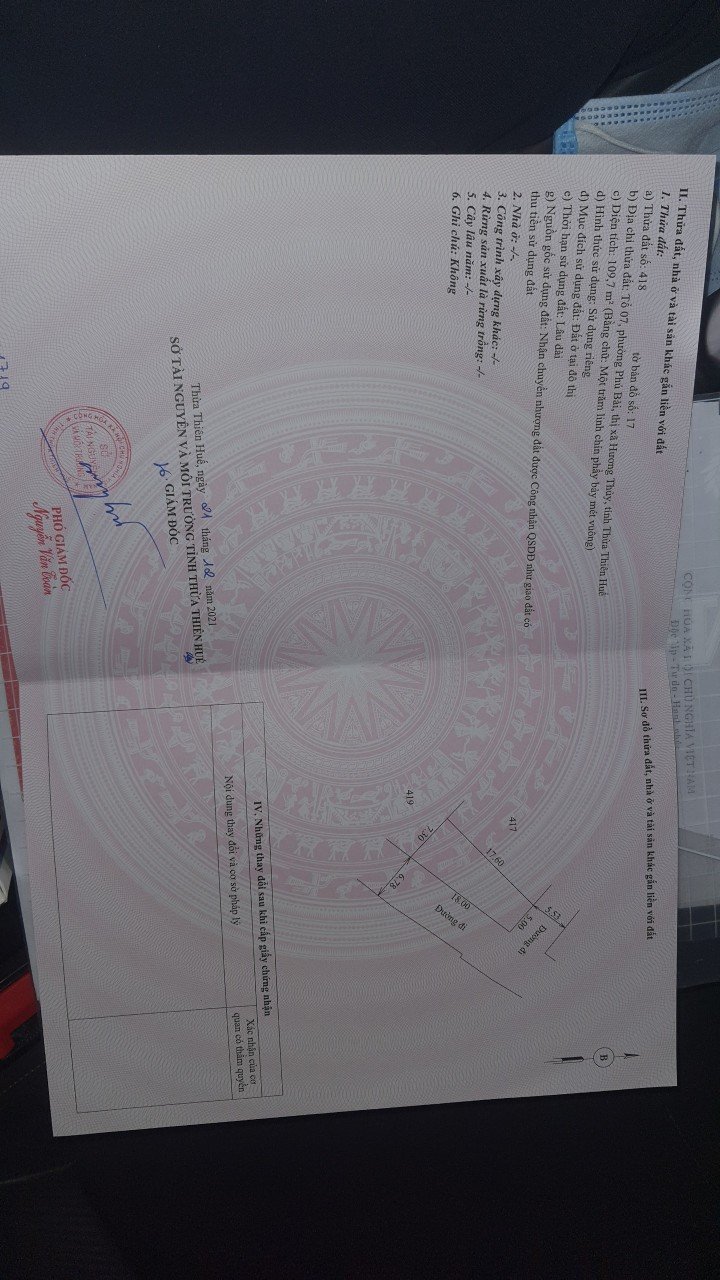 II. Thửa đất, nhà ở và tài sản khác gắn liền với đất
1. Thửa đất:
a) Thửa đất số: 418 tờ bản đồ số: 17
b) Địa chỉ thửa đất: Tổ 07, phường Phú Bài, thị xã Hương Thủy, tỉnh Thừa Thiên Huế
c) Diện tích: 109,7 m² (Bằng chữ: Một trăm linh chín phẩy bảy mét vuông)
d) Hình thức sử dụng: Sử dụng riêng
đ) Mục đích sử dụng đất: Đất ở tại đô thị
e) Thời hạn sử dụng đất: Lâu dài
g) Nguồn gốc sử dụng đất: Nhận chuyển nhượng đất được Công nhận QSDĐ như giao đất có
thu tiền sử dụng đất
2. Nhà ở: -/-.
3. Công trình xây dựng khác: -/-
4. Rừng sản xuất là rừng trồng: -/-
5. Cây lâu năm: -/-
6. Ghi chú: Không
Thừa Thiên Huế, ngày 21 tháng 12 năm 2021
SỞ TÀI NGUYÊN VÀ MÔI TRƯỜNG TỈNH THỪA THIÊN HUẾ
GIÁM ĐỐC
SỞ
TÀI NGUYÊN
VÀ MÔI TRƯỜNG
PHÓ GIÁM ĐỐC
Nguyễn Văn
1719
CỘNG HÒA XÃ HỘI CHỦ NGHĨA VIỆT NAM
Độc lập - Tự do - Hạnh phúc
III. Sơ đồ thửa đất, nhà ở và tài sản khác gắn liền với đất
B
5.53
Đường đi
5.00
417
17.60
18.00
Đường đi
7.30
6.78
419
IV. Những thay đổi sau khi cấp giấy chứng nhận
Nội dung thay đổi và cơ sở pháp lý
Xác nhận của cơ
quan có thẩm quyền